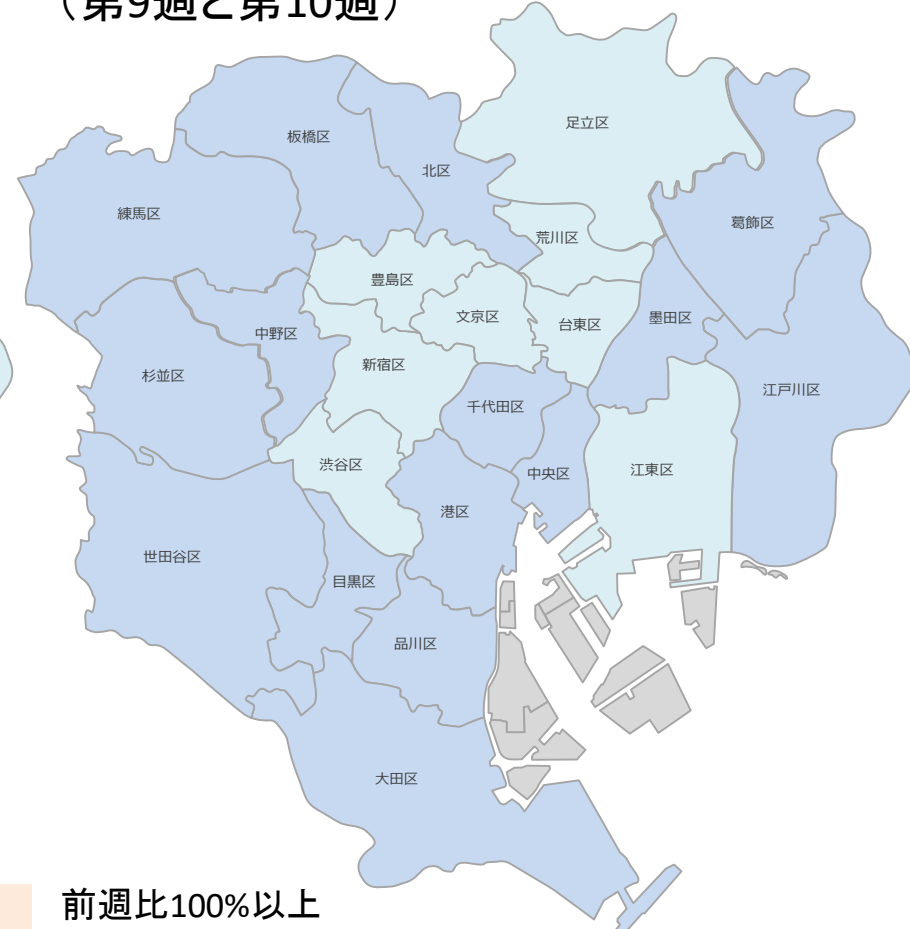 （第9週と第10週）
足立区
板橋区
北区
練馬区
葛飾区
荒川区
豊島区
文京区
台東区
墨田区
中野区
新宿区
杉並区
江戸川区
千代田区
渋谷区
中央区
江東区
港区
世田谷区
目黒区
品川区
大田区
前週比100%以上